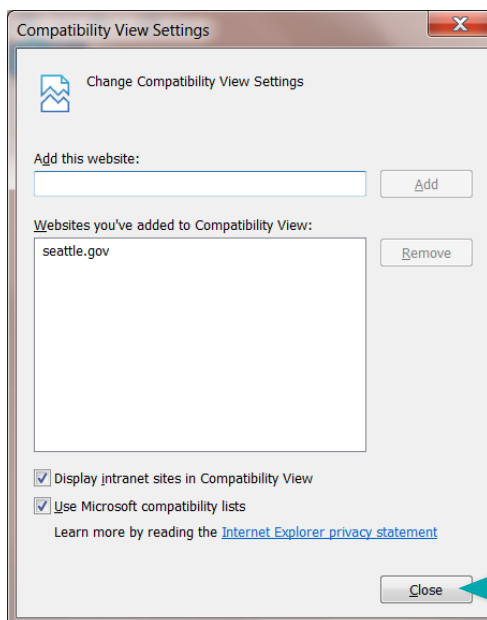 Compatibility View Settings
Change Compatibility View Settings
Add this website:
Add
Websites you've added to Compatibility View:
seattle.gov
Remove
Display intranet sites in Compatibility View
Use Microsoft compatibility lists
Learn more by reading the Internet Explorer privacy statement
Close